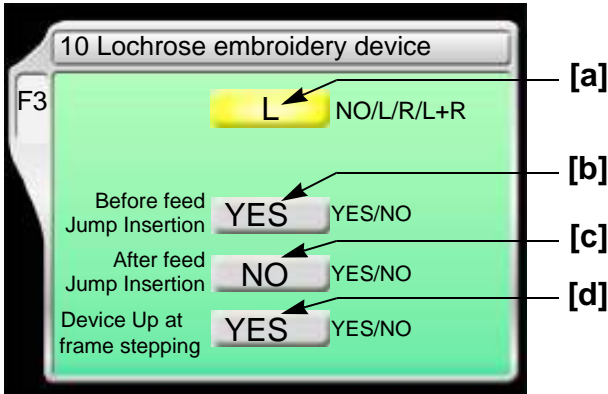 10 Lochrose embroidery device
[a]
F3
L NO/L/R/L+R
[b]
Before feed
Jump Insertion YES YES/NO
[c]
After feed
Jump Insertion NO YES/NO
[d]
Device Up at
frame stepping YES YES/NO